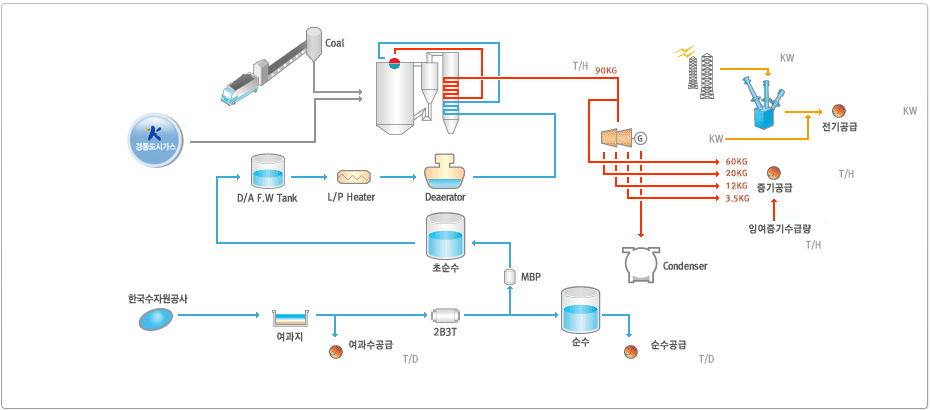 Coal
T/H
90KG
KW
경동도시가스
KW
전기공급
KW
G
60KG
20KG
12KG
3.5KG
증기공급
T/H
D/A F.W Tank
L/P Heater
Deaerator
잉여증기수급량
T/H
초순수
Condenser
MBP
한국수자원공사
여과지
2B3T
순수
여과수공급
T/D
순수공급
T/D